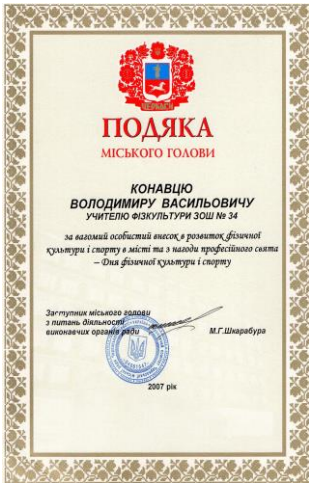 ЧЕРКАСИ
ПОДЯКА
МІСЬКОГО ГОЛОВИ
КОНАВЦЮ
ВОЛОДИМИРУ ВАСИЛЬОВИЧУ
УЧИТЕЛЮ ФІЗКУЛЬТУРИ ЗОШ № 34
за вагомий особистий внесок в розвиток фізичної
культури і спорту в місті та з нагоди професійного свята
– Дня фізичної культури і спорту
Заступник міського голови
з питань діяльності
виконавчих органів ради М.Г.Шкарабура
2007 рік